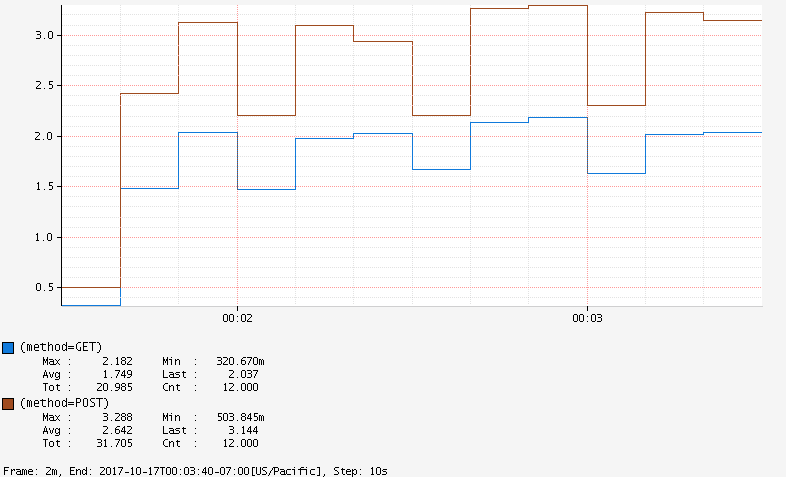 3.0
2.5
2.0
1.5
1.0
0.5
00:02 00:03
(method=GET)
Max : 2.182 Min : 320.670m
Avg : 1.749 Last : 2.037
Tot : 20.985 Cnt : 12.000
(method=POST)
Max : 3.288 Min : 503.845m
Avg : 2.642 Last : 3.144
Tot : 31.705 Cnt : 12.000
Frame: 2m, End: 2017-10-17T00:03:40-07:00[US/Pacific], Step: 10s